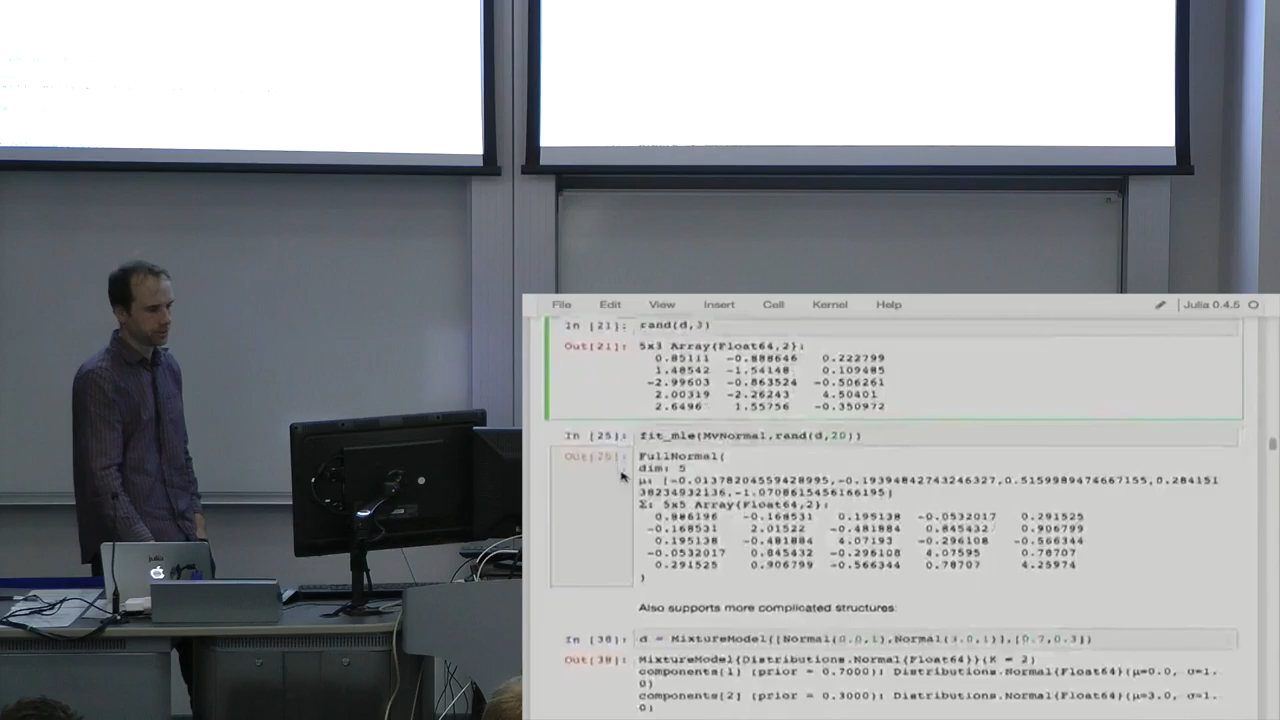 File Edit View Insert Cell Kernel Help Julia 0.4.5
In [21]: rand(d,3)
Out[21]: 5x3 Array{Float64,2}:
0.85111 -0.888646 0.222799
1.48542 -1.54148 0.109485
-2.99603 -0.863524 -0.506261
2.00319 -2.26243 4.50401
2.6496 1.55756 -0.350972
In [25]: fit_mle(MvNormal,rand(d,20))
Out[25]: FullNormal(
dim: 5
μ: [-0.01378204559428995,-0.19394842743246327,0.5159989474667155,0.284151
38234932136,-1.0708615456166195]
Σ: 5x5 Array{Float64,2}:
0.886196 -0.168531 0.195138 -0.0532017 0.291525
-0.168531 2.01522 -0.481884 0.845432 0.906799
0.195138 -0.481884 4.07193 -0.296108 -0.566344
-0.0532017 0.845432 -0.296108 4.07595 0.78707
0.291525 0.906799 -0.566344 0.78707 4.25974
)
Also supports more complicated structures:
In [38]: d = MixtureModel([Normal(0.0,1),Normal(3.0,1)],[0.7,0.3])
Out[38]: MixtureModel{Distributions.Normal{Float64}}(K = 2)
components[1] (prior = 0.7000): Distributions.Normal{Float64}(μ=0.0, σ=1.
0)
components[2] (prior = 0.3000): Distributions.Normal{Float64}(μ=3.0, σ=1.
0)
julia